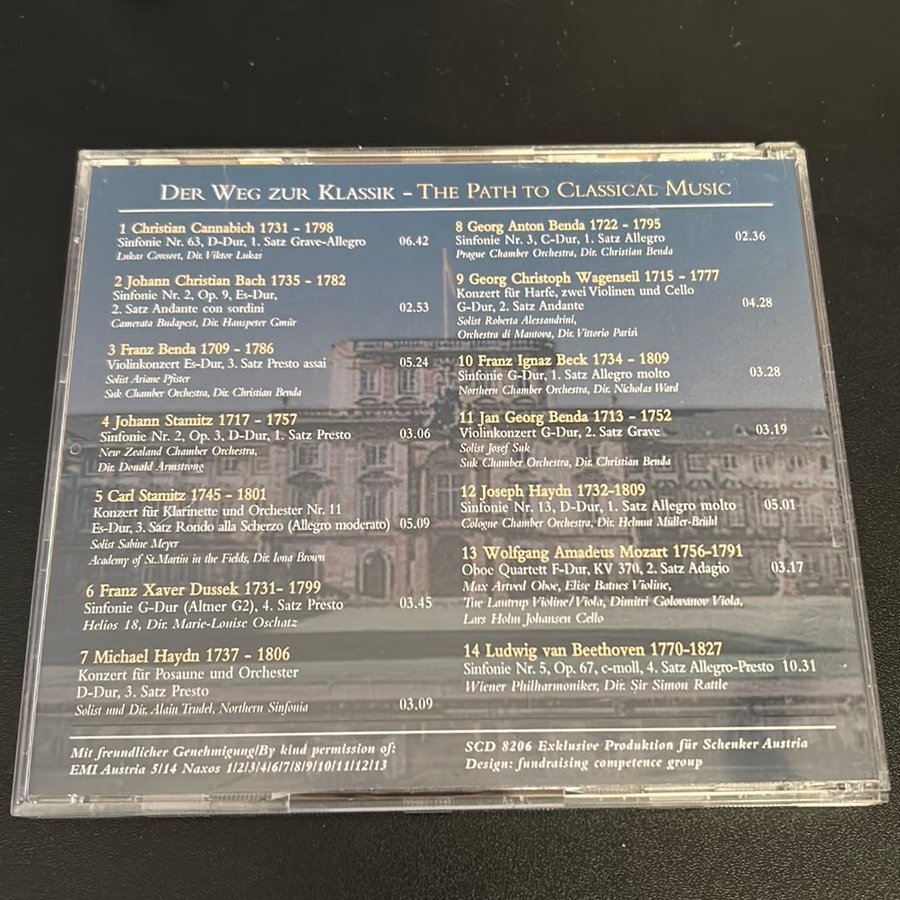 DER WEG ZUR KLASSIK – THE PATH TO CLASSICAL MUSIC
1 Christian Cannabich 1731 - 1798
Sinfonie Nr. 63, D-Dur, 1. Satz Grave-Allegro 06.42
Lukas Consort, Dir. Viktor Lukas
2 Johann Christian Bach 1735 - 1782
Sinfonie Nr. 2, Op. 9, Es-Dur,
2. Satz Andante con sordini 02.53
Camerata Budapest, Dir. Hanspeter Gmür
3 Franz Benda 1709 - 1786
Violinkonzert Es-Dur, 3. Satz Presto assai 05.24
Solist Ariane Pfister
Suk Chamber Orchestra, Dir. Christian Benda
4 Johann Stamitz 1717 - 1757
Sinfonie Nr. 2, Op. 3, D-Dur, 1. Satz Presto 03.06
New Zealand Chamber Orchestra,
Dir. Donald Armstrong
5 Carl Stamitz 1745 - 1801
Konzert für Klarinette und Orchester Nr. 11
Es-Dur, 3. Satz Rondo alla Scherzo (Allegro moderato) 05.09
Solist Sabine Meyer
Academy of St.Martin in the Fields, Dir. Iona Brown
6 Franz Xaver Dussek 1731- 1799
Sinfonie G-Dur (Altner G2), 4. Satz Presto 03.45
Helios 18, Dir. Marie-Louise Oschatz
7 Michael Haydn 1737 - 1806
Konzert für Posaune und Orchester
D-Dur, 3. Satz Presto
Solist und Dir. Alain Trudel, Northern Sinfonia 03.09
8 Georg Anton Benda 1722 - 1795
Sinfonie Nr. 3, C-Dur, 1. Satz Allegro 02.36
Prague Chamber Orchestra, Dir. Christian Benda
9 Georg Christoph Wagenseil 1715 - 1777
Konzert für Harfe, zwei Violinen und Cello
G-Dur, 2. Satz Andante 04.28
Solist Roberta Alessandrini,
Orchestra di Mantova, Dir. Vittorio Parisi
10 Franz Ignaz Beck 1734 - 1809
Sinfonie G-Dur, 1. Satz Allegro molto 03.28
Northern Chamber Orchestra, Dir. Nicholas Ward
11 Jan Georg Benda 1713 - 1752
Violinkonzert G-Dur, 2. Satz Grave 03.19
Solist Josef Suk
Suk Chamber Orchestra, Dir. Christian Benda
12 Joseph Haydn 1732-1809
Sinfonie Nr. 13, D-Dur, 1. Satz Allegro molto 05.01
Cologne Chamber Orchestra, Dir. Helmut Müller-Brühl
13 Wolfgang Amadeus Mozart 1756-1791
Oboe Quartett F-Dur, KV 370, 2. Satz Adagio 03.17
Max Artved Oboe, Elise Batnes Violine,
Tue Lautrup Violine/Viola, Dimitri Golovanov Viola,
Lars Holm Johansen Cello
14 Ludwig van Beethoven 1770-1827
Sinfonie Nr. 5, Op. 67, c-moll, 4. Satz Allegro-Presto 10.31
Wiener Philharmoniker, Dir. Sir Simon Rattle
Mit freundlicher Genehmigung/By kind permission of:
EMI Austria 5/14 Naxos 1/2/3/4/6/7/8/9/10/11/12/13
SCD 8206 Exklusive Produktion für Schenker Austria
Design: fundraising competence group